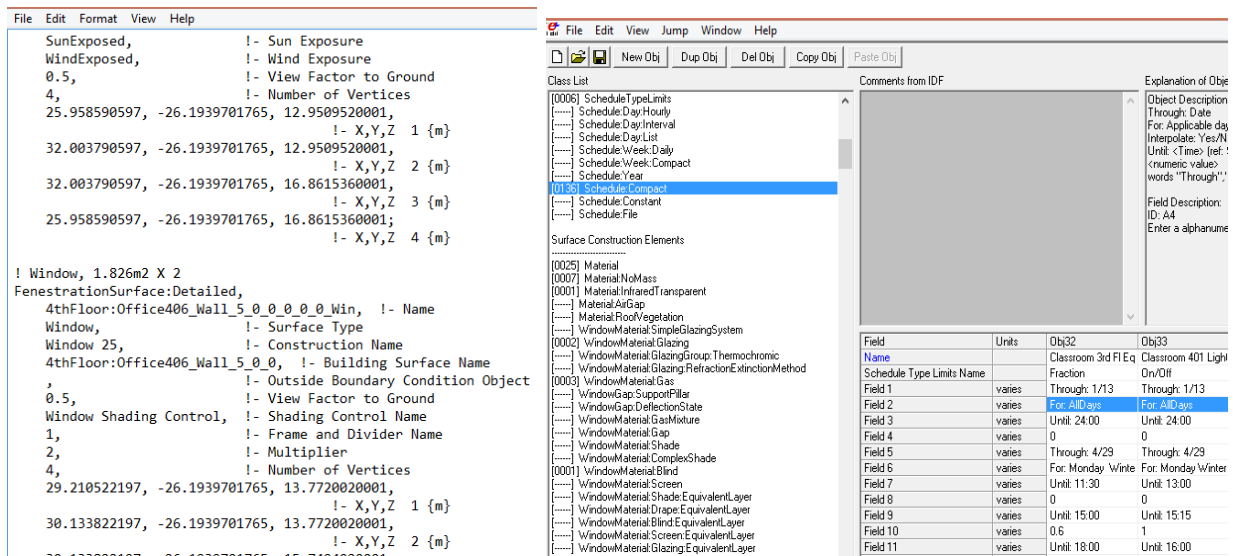 File Edit Format View Help
SunExposed, !- Sun Exposure
WindExposed, !- Wind Exposure
0.5, !- View Factor to Ground
4, !- Number of Vertices
25.958590597, -26.1939701765, 12.9509520001,
!- X,Y,Z 1 {m}
32.003790597, -26.1939701765, 12.9509520001,
!- X,Y,Z 2 {m}
32.003790597, -26.1939701765, 16.8615360001,
!- X,Y,Z 3 {m}
25.958590597, -26.1939701765, 16.8615360001;
!- X,Y,Z 4 {m}
! Window, 1.826m2 X 2
FenestrationSurface:Detailed,
4thFloor:Office406_Wall_5_0_0_0_0_0_Win, !- Name
Window, !- Surface Type
Window 25, !- Construction Name
4thFloor:Office406_Wall_5_0_0, !- Building Surface Name
, !- Outside Boundary Condition Object
0.5, !- View Factor to Ground
Window Shading Control, !- Shading Control Name
1, !- Frame and Divider Name
2, !- Multiplier
4, !- Number of Vertices
29.210522197, -26.1939701765, 13.7720020001,
!- X,Y,Z 1 {m}
30.133822197, -26.1939701765, 13.7720020001,
!- X,Y,Z 2 {m}
File Edit View Jump Window Help
New Obj Dup Obj Del Obj Copy Obj Paste Obj
Class List
[0006] ScheduleTypeLimits
[------] Schedule:Day:Hourly
[------] Schedule:Day:Interval
[------] Schedule:Day:List
[------] Schedule:Week:Daily
[------] Schedule:Week:Compact
[------] Schedule:Year
[0136] Schedule:Compact
[------] Schedule:Constant
[------] Schedule:File
Surface Construction Elements
--------------------------
[0025] Material
[0007] Material:NoMass
[0001] Material:InfraredTransparent
[------] Material:AirGap
[------] Material:RoofVegetation
[------] WindowMaterial:SimpleGlazingSystem
[0002] WindowMaterial:Glazing
[------] WindowMaterial:GlazingGroup:Thermochromic
[------] WindowMaterial:Glazing:RefractionExtinctionMethod
[0003] WindowMaterial:Gas
[------] WindowGap:SupportPillar
[------] WindowGap:DeflectionState
[------] WindowMaterial:GasMixture
[------] WindowMaterial:Gap
[------] WindowMaterial:Shade
[------] WindowMaterial:ComplexShade
[0001] WindowMaterial:Blind
[------] WindowMaterial:Screen
[------] WindowMaterial:Shade:EquivalentLayer
[------] WindowMaterial:Drape:EquivalentLayer
[------] WindowMaterial:Blind:EquivalentLayer
[------] WindowMaterial:Screen:EquivalentLayer
[------] WindowMaterial:Glazing:EquivalentLayer
Comments from IDF
Explanation of Obje
Object Description
Through: Date
For: Applicable day
Interpolate: Yes/N
Until: <Time> (ref:
<numeric value>
words "Through",'
Field Description:
ID: A4
Enter a alphanume
Field Units Obj32 Obj33
Name Classroom 3rd Fl Eq Classroom 401 Light
Schedule Type Limits Name Fraction On/Off
Field 1 varies Through: 1/13 Through: 1/13
Field 2 varies For: AllDays For: AllDays
Field 3 varies Until: 24:00 Until: 24:00
Field 4 varies 0 0
Field 5 varies Through: 4/29 Through: 4/29
Field 6 varies For: Monday Winte For: Monday Winter
Field 7 varies Until: 11:30 Until: 13:00
Field 8 varies 0 0
Field 9 varies Until: 15:00 Until: 15:15
Field 10 varies 0.6 1
Field 11 varies Until: 18:00 Until: 16:00